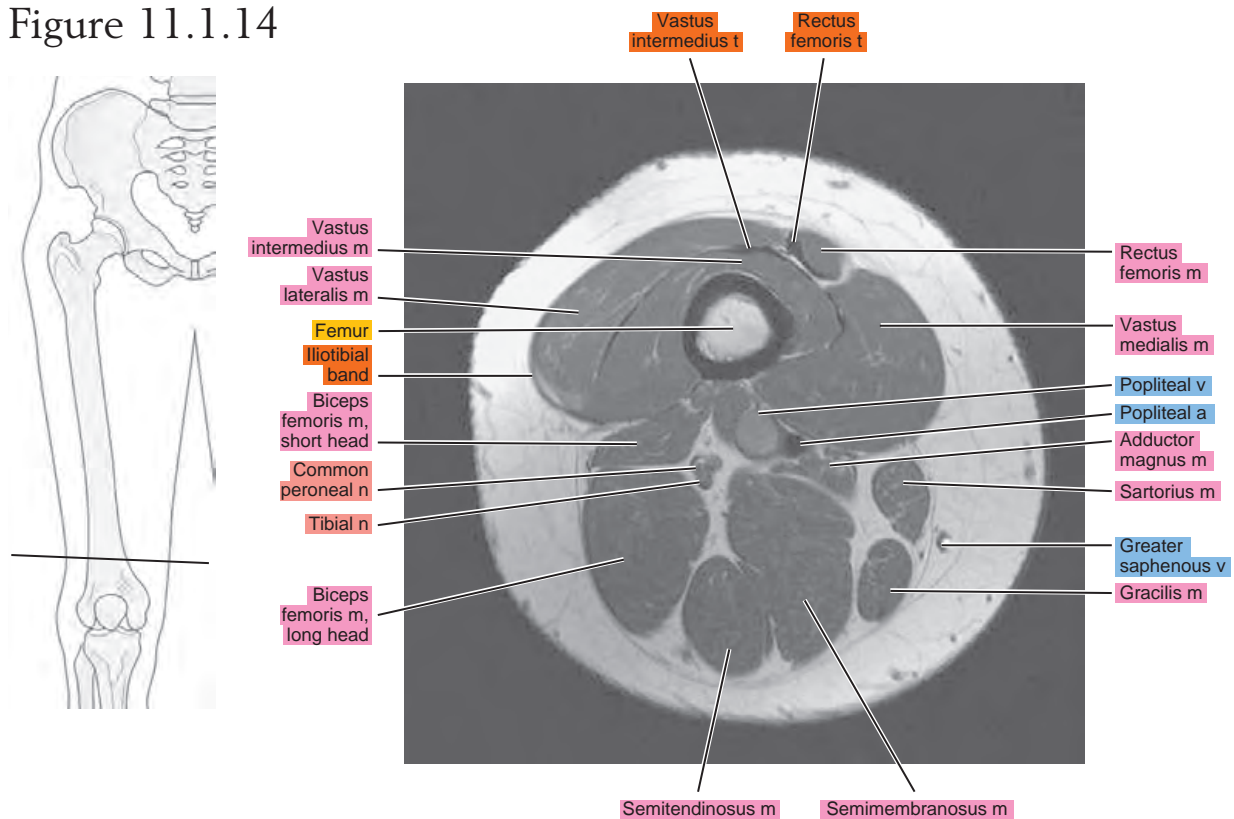 Figure 11.1.14
Vastus
intermedius t
Rectus
femoris t
Vastus
intermedius m
Vastus
lateralis m
Femur
Iliotibial
band
Biceps
femoris m,
short head
Common
peroneal n
Tibial n
Biceps
femoris m,
long head
Rectus
femoris m
Vastus
medialis m
Popliteal v
Popliteal a
Adductor
magnus m
Sartorius m
Greater
saphenous v
Gracilis m
Semitendinosus m
Semimembranosus m